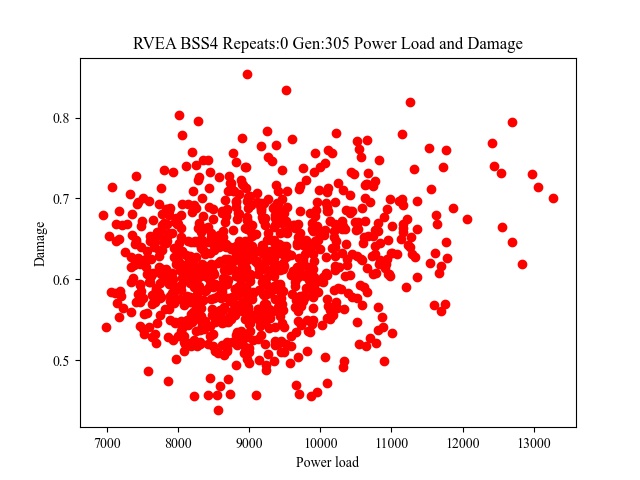 RVEA BSS4 Repeats:0 Gen:305 Power Load and Damage
0.8
0.7
0.6
0.5
Damage
7000 8000 9000 10000 11000 12000 13000
Power load